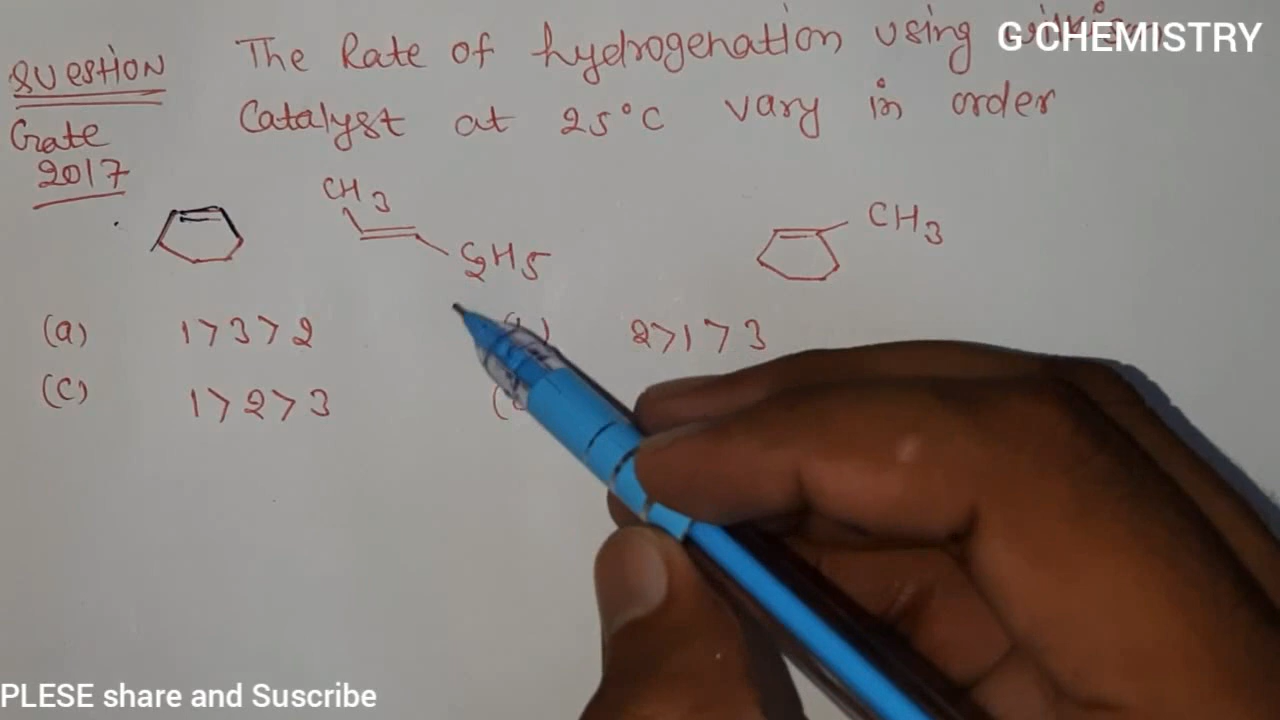 QUESTION
Gate
2017
The Rate of hydrogenation using
Catalyst at 25°C vary in order
G CHEMISTRY
CH3
C2H5
CH3
(a) 1>3>2
2>1>3
(C) 1>2>3
PLESE share and Suscribe